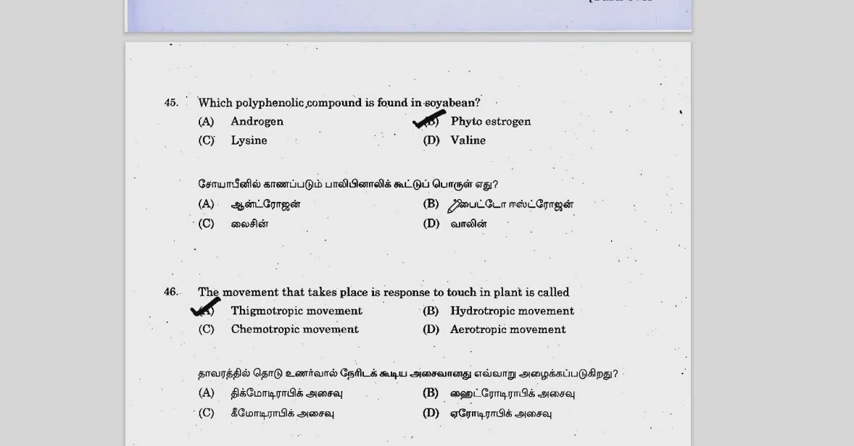 45. Which polyphenolic compound is found in soyabean?
(A) Androgen (B) Phyto estrogen
(C) Lysine (D) Valine
சோயாபீனில் காணப்படும் பாலிபினாலிக் கூட்டுப் பொருள் எது?
(A) ஆன்ட்ரோஜன் (B) பைட்டோ ஈஸ்ட்ரோஜன்
(C) லைசின் (D) வாலின்
46. The movement that takes place is response to touch in plant is called
(A) Thigmotropic movement (B) Hydrotropic movement
(C) Chemotropic movement (D) Aerotropic movement
தாவரத்தில் தொடு உணர்வால் நேரிடக் கூடிய அசைவானது எவ்வாறு அழைக்கப்படுகிறது?
(A) திக்மோடிராபிக் அசைவு (B) ஹைட்ரோடிராபிக் அசைவு
(C) கீமோடிராபிக் அசைவு (D) ஏரோடிராபிக் அசைவு